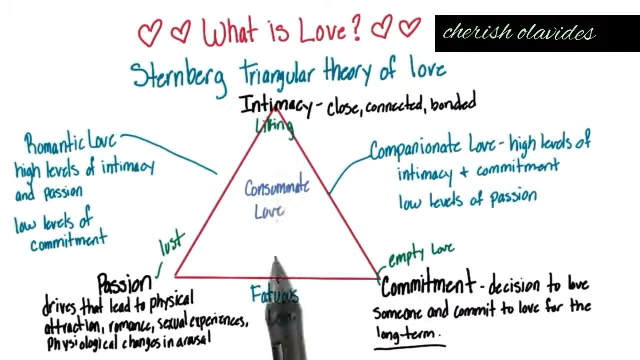 What is Love?
cherish olavides
Sternberg Triangular theory of love
Intimacy - close, connected, bonded
Liking
Romantic Love
high levels of intimacy
and passion
low levels of
commitment
Companionate Love - high levels of
intimacy + commitment
low levels of passion
Consummate
Love
lust
empty love
Passion
drives that lead to physical
attraction, romance, sexual experiences,
Physiological changes in arousal
Fatuous
Commitment - decision to love
someone and commit to love for the
long-term.